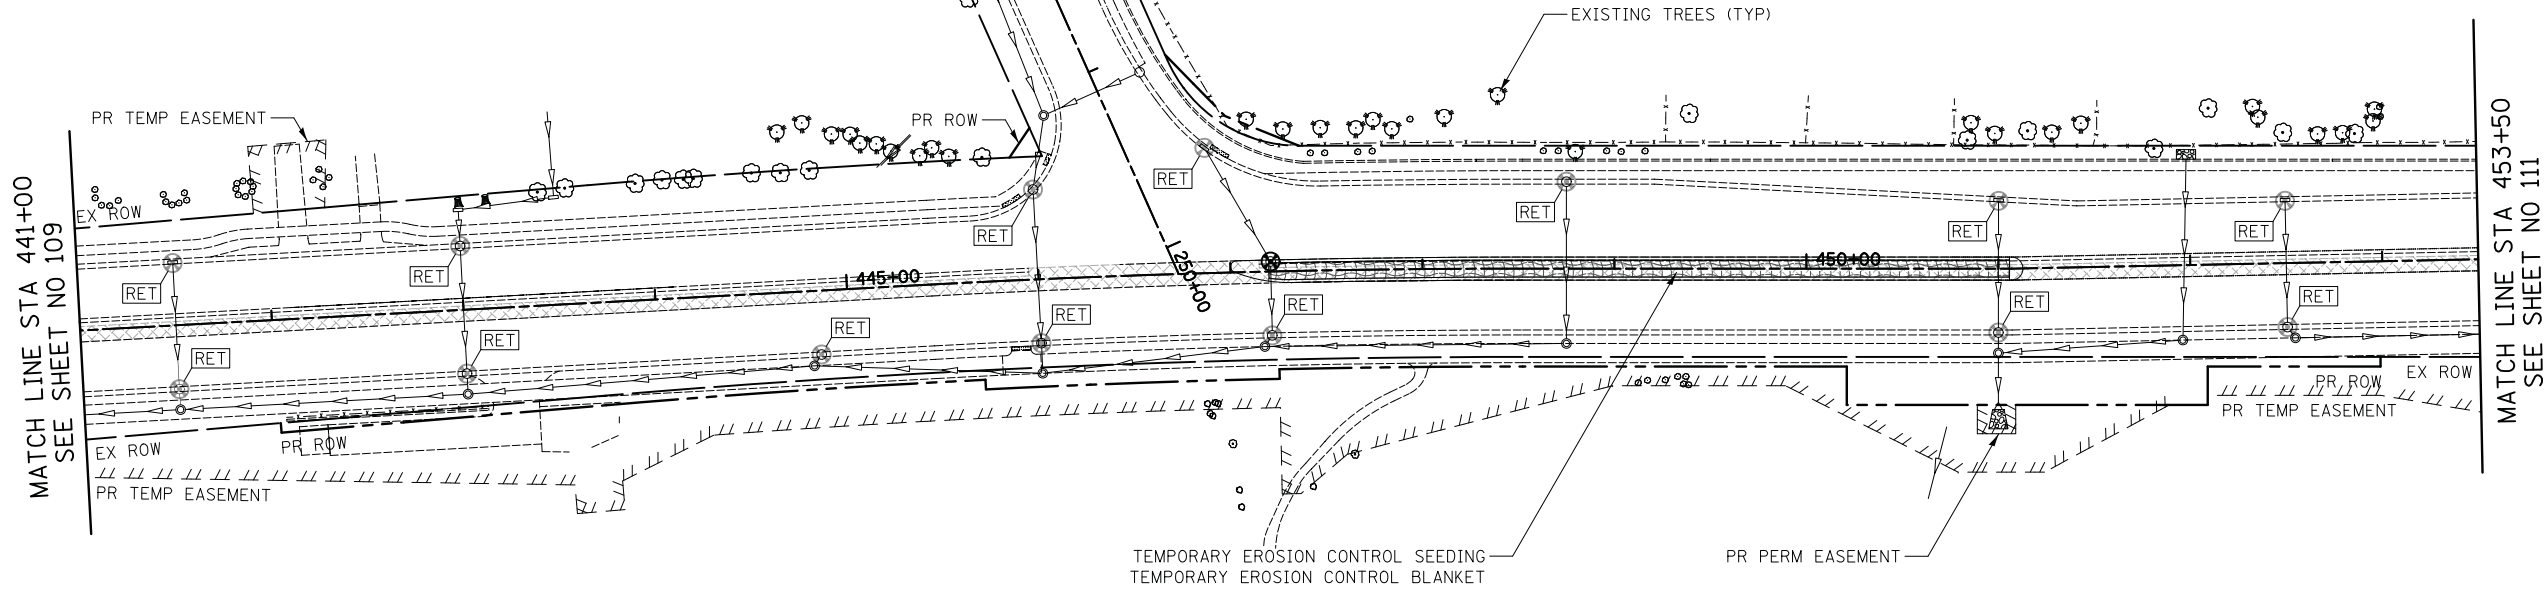 EXISTING TREES (TYP)
PR TEMP EASEMENT
PR ROW
MATCH LINE STA 441+00
SEE SHEET NO 109
MATCH LINE STA 453+50
SEE SHEET NO 111
EX ROW
RET
RET
RET
RET
RET
RET
RET
250+00
445+00
450+00
RET
RET
RET
RET
RET
RET
RET
EX ROW
PR ROW
PR TEMP EASEMENT
PR ROW
EX ROW
PR TEMP EASEMENT
TEMPORARY EROSION CONTROL SEEDING
TEMPORARY EROSION CONTROL BLANKET
PR PERM EASEMENT